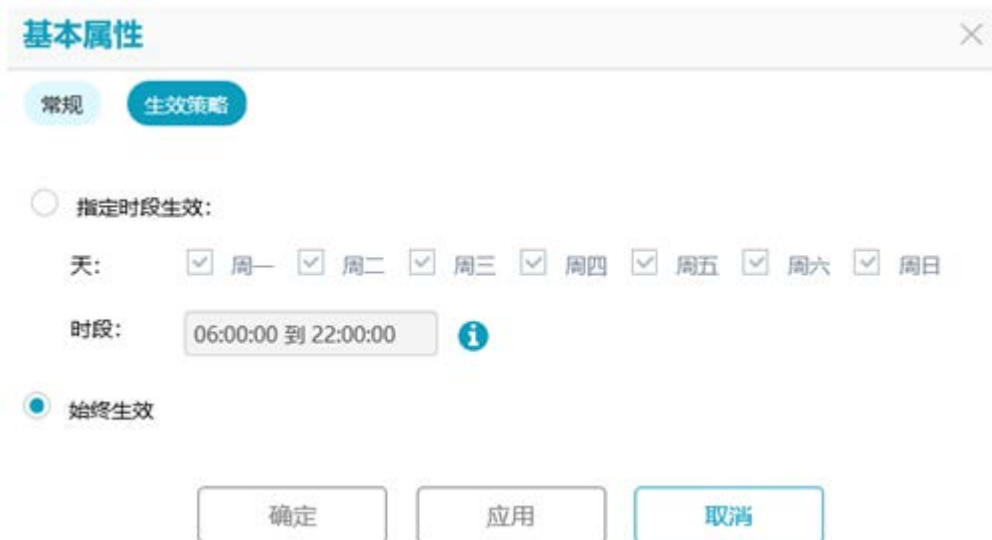 基本属性
常规 生效策略
指定时段生效:
天: 周一 周二 周三 周四 周五 周六 周日
时段: 06:00:00 到 22:00:00
始终生效
确定 应用 取消